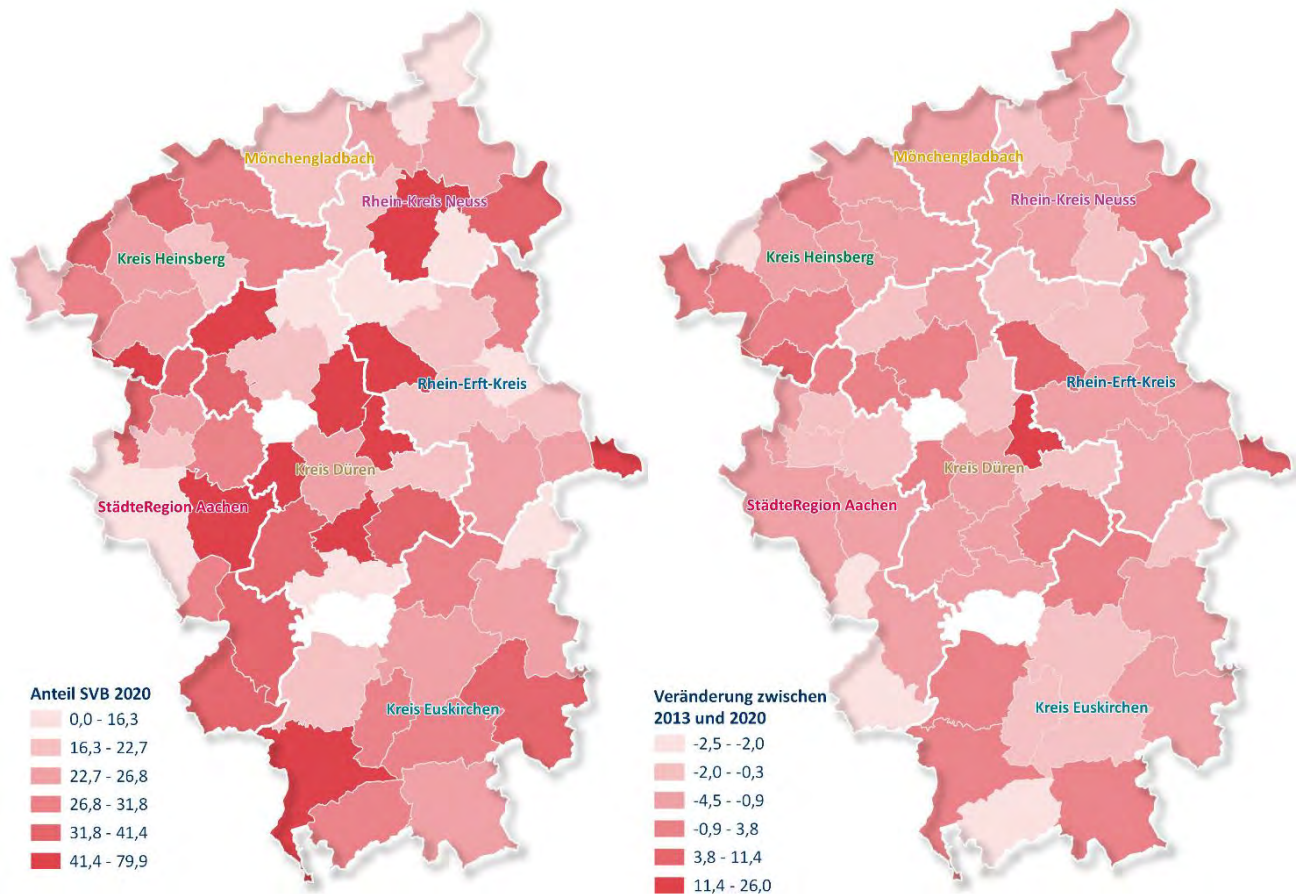 Mönchengladbach
Rhein-Kreis Neuss
Kreis Heinsberg
Rhein-Erft-Kreis
Kreis Düren
StädteRegion Aachen
Kreis Euskirchen
Anteil SVB 2020
0,0 - 16,3
16,3 - 22,7
22,7 - 26,8
26,8 - 31,8
31,8 - 41,4
41,4 - 79,9
Mönchengladbach
Rhein-Kreis Neuss
Kreis Heinsberg
Rhein-Erft-Kreis
Kreis Düren
StädteRegion Aachen
Kreis Euskirchen
Veränderung zwischen
2013 und 2020
-2,5 - -2,0
-2,0 - -0,3
-4,5 - -0,9
-0,9 - 3,8
3,8 - 11,4
11,4 - 26,0